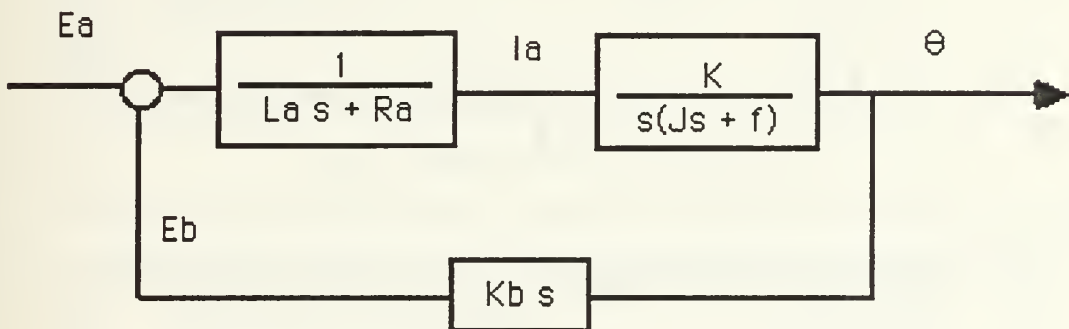 Ea
1
La s + Ra
Ia
K
s(Js + f)
θ
Eb
Kb s